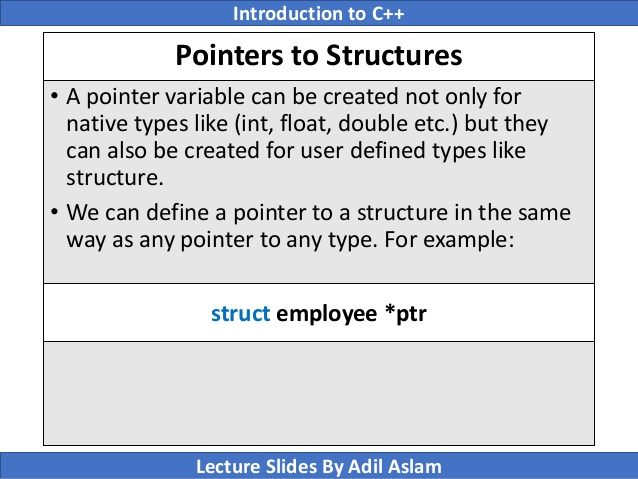 Introduction to C++
Pointers to Structures
• A pointer variable can be created not only for
native types like (int, float, double etc.) but they
can also be created for user defined types like
structure.
• We can define a pointer to a structure in the same
way as any pointer to any type. For example:
struct employee *ptr
Lecture Slides By Adil Aslam